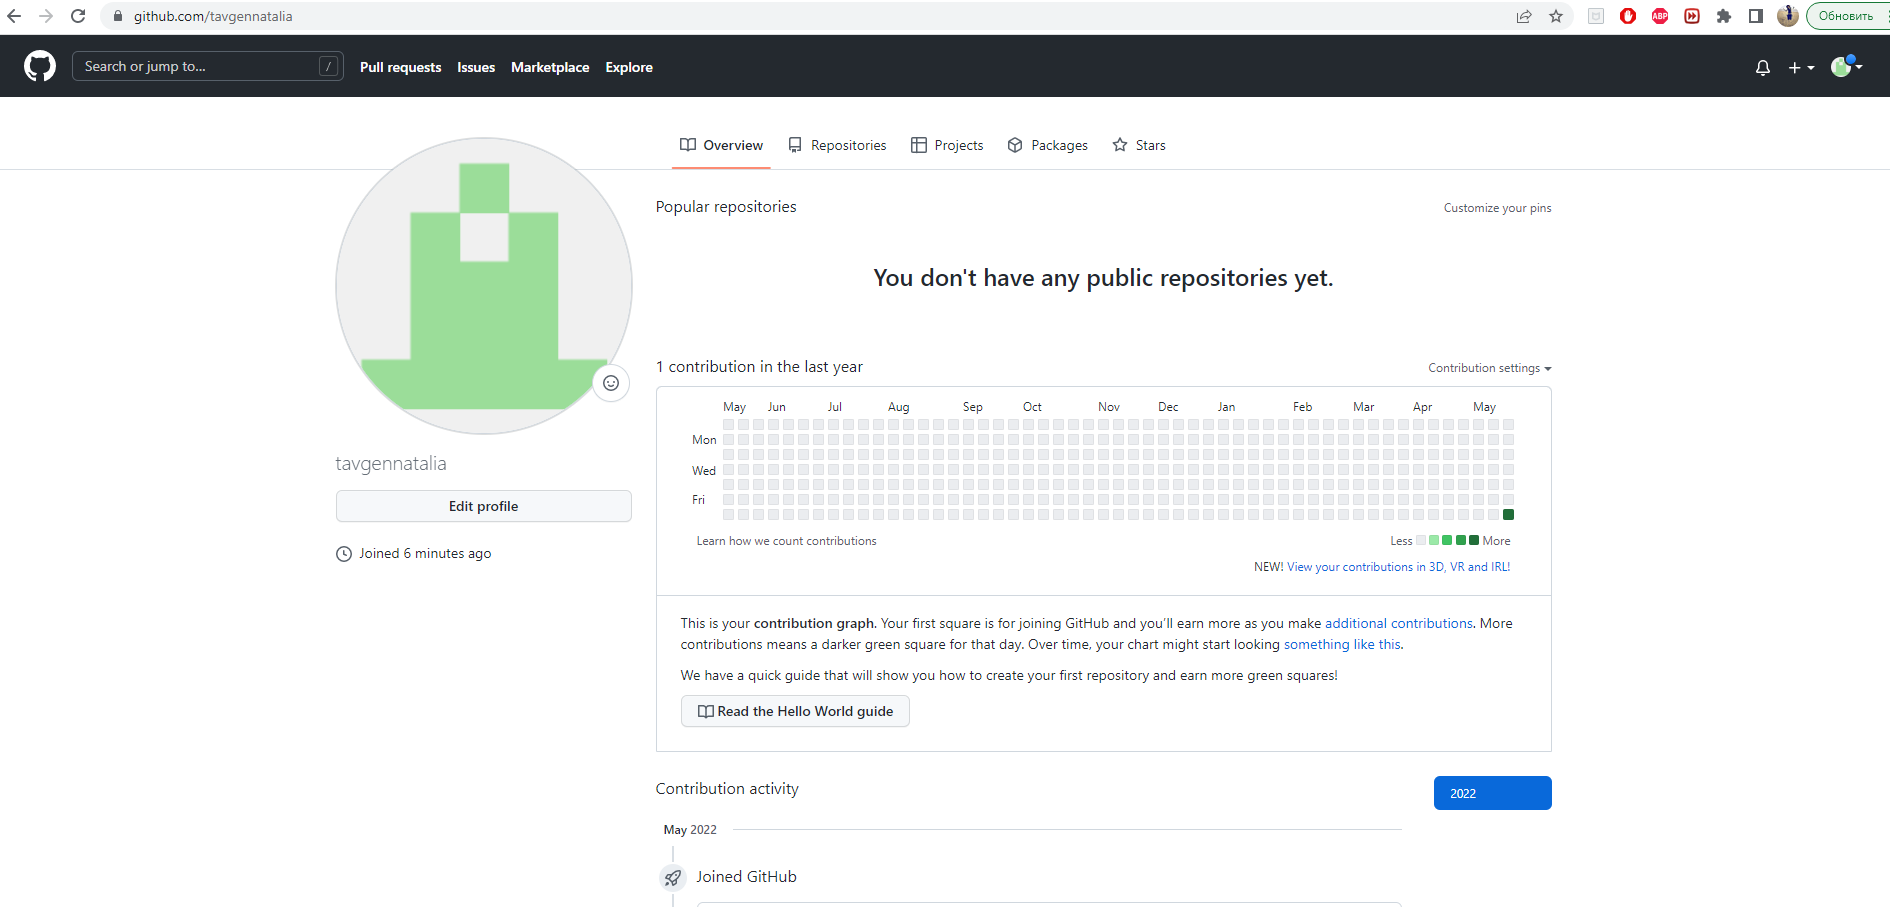 github.com/tavgennatalia
ABP
Обновить
Search or jump to...
/
Pull requests
Issues
Marketplace
Explore
Overview
Repositories
Projects
Packages
Stars
Popular repositories
Customize your pins
You don't have any public repositories yet.
1 contribution in the last year
Contribution settings
May Jun Jul Aug Sep Oct Nov Dec Jan Feb Mar Apr May
Mon
Wed
Fri
Learn how we count contributions
Less
More
NEW! View your contributions in 3D, VR and IRL!
tavgennatalia
Edit profile
Joined 6 minutes ago
This is your contribution graph. Your first square is for joining GitHub and you'll earn more as you make additional contributions. More
contributions means a darker green square for that day. Over time, your chart might start looking something like this.
We have a quick guide that will show you how to create your first repository and earn more green squares!
Read the Hello World guide
Contribution activity
2022
May 2022
Joined GitHub